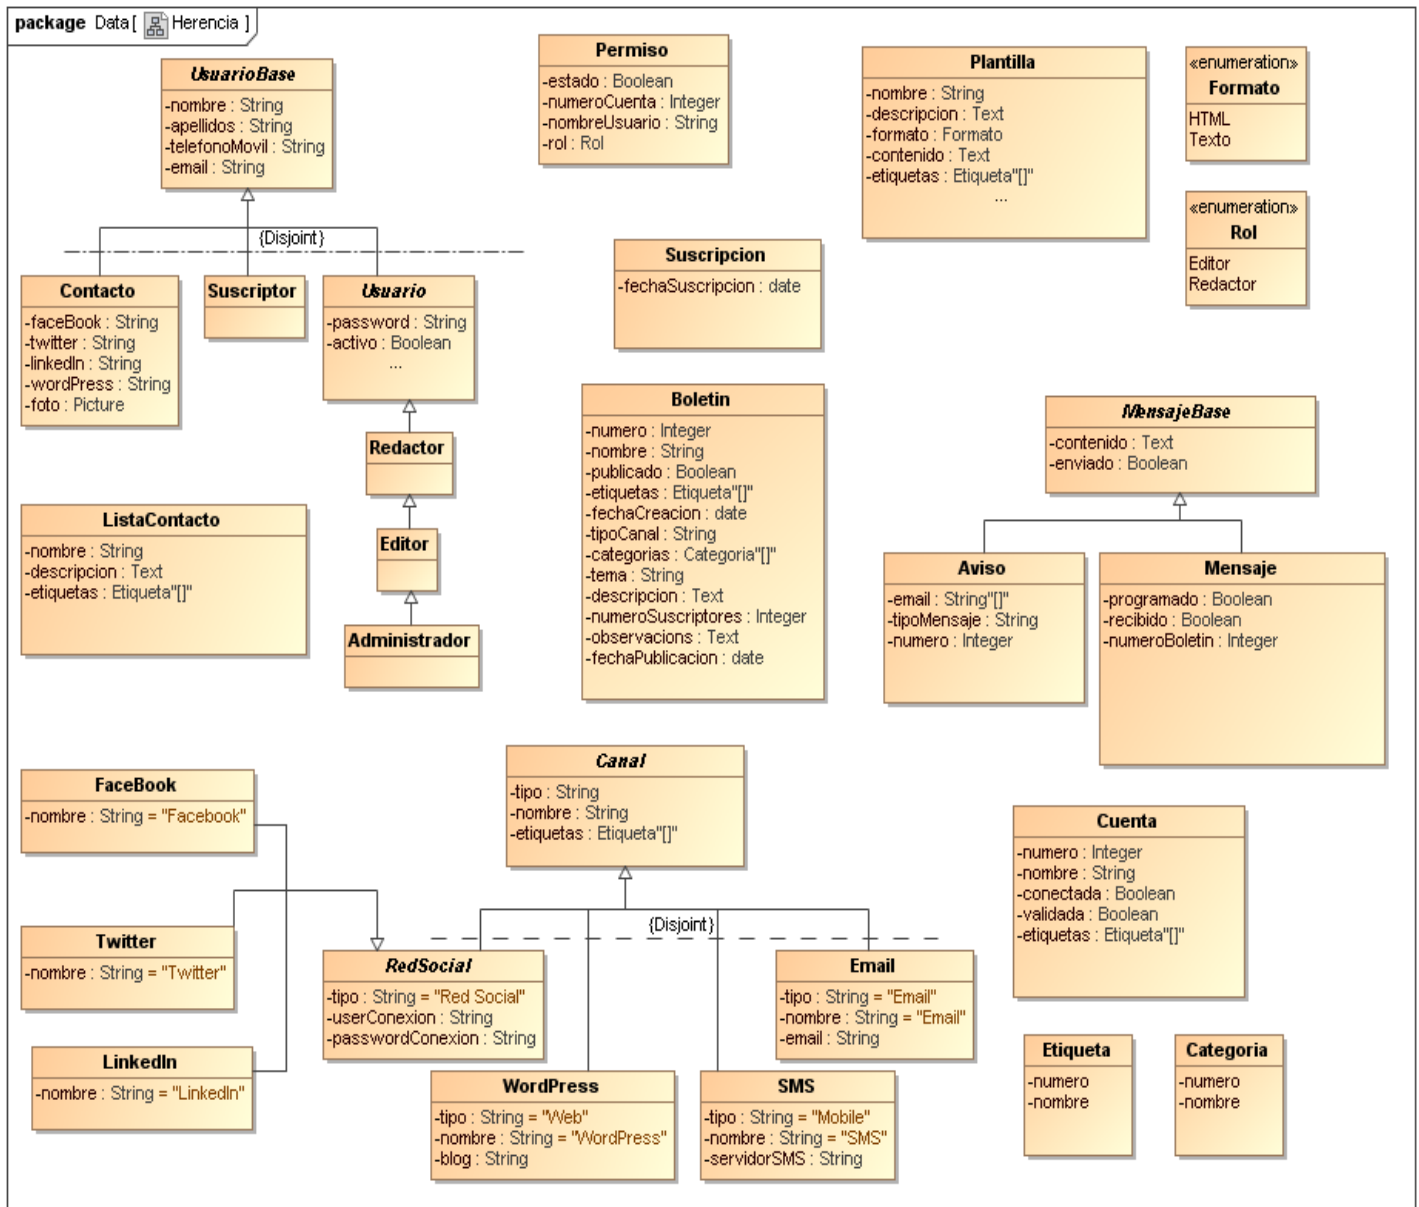 package Data [ Herencia ]
UsuarioBase
-nombre : String
-apellidos : String
-telefonoMovil : String
-email : String
{Disjoint}
Contacto
-faceBook : String
-twitter : String
-linkedIn : String
-wordPress : String
-foto : Picture
Suscriptor
Usuario
-password : String
-activo : Boolean
...
Redactor
Editor
Administrador
ListaContacto
-nombre : String
-descripcion : Text
-etiquetas : Etiqueta"[]"
Permiso
-estado : Boolean
-numeroCuenta : Integer
-nombreUsuario : String
-rol : Rol
Suscripcion
-fechaSuscripcion : date
Plantilla
-nombre : String
-descripcion : Text
-formato : Formato
-contenido : Text
-etiquetas : Etiqueta"[]"
...
«enumeration»
Formato
HTML
Texto
«enumeration»
Rol
Editor
Redactor
Boletin
-numero : Integer
-nombre : String
-publicado : Boolean
-etiquetas : Etiqueta"[]"
-fechaCreacion : date
-tipoCanal : String
-categorias : Categoria"[]"
-tema : String
-descripcion : Text
-numeroSuscriptores : Integer
-observacions : Text
-fechaPublicacion : date
MensajeBase
-contenido : Text
-enviado : Boolean
Aviso
-email : String"[]"
-tipoMensaje : String
-numero : Integer
Mensaje
-programado : Boolean
-recibido : Boolean
-numeroBoletin : Integer
FaceBook
-nombre : String = "Facebook"
Twitter
-nombre : String = "Twitter"
LinkedIn
-nombre : String = "LinkedIn"
Canal
-tipo : String
-nombre : String
-etiquetas : Etiqueta"[]"
{Disjoint}
RedSocial
-tipo : String = "Red Social"
-userConexion : String
-passwordConexion : String
Email
-tipo : String = "Email"
-nombre : String = "Email"
-email : String
WordPress
-tipo : String = "Web"
-nombre : String = "WordPress"
-blog : String
SMS
-tipo : String = "Mobile"
-nombre : String = "SMS"
-servidorSMS : String
Cuenta
-numero : Integer
-nombre : String
-conectada : Boolean
-validada : Boolean
-etiquetas : Etiqueta"[]"
Etiqueta
-numero
-nombre
Categoria
-numero
-nombre